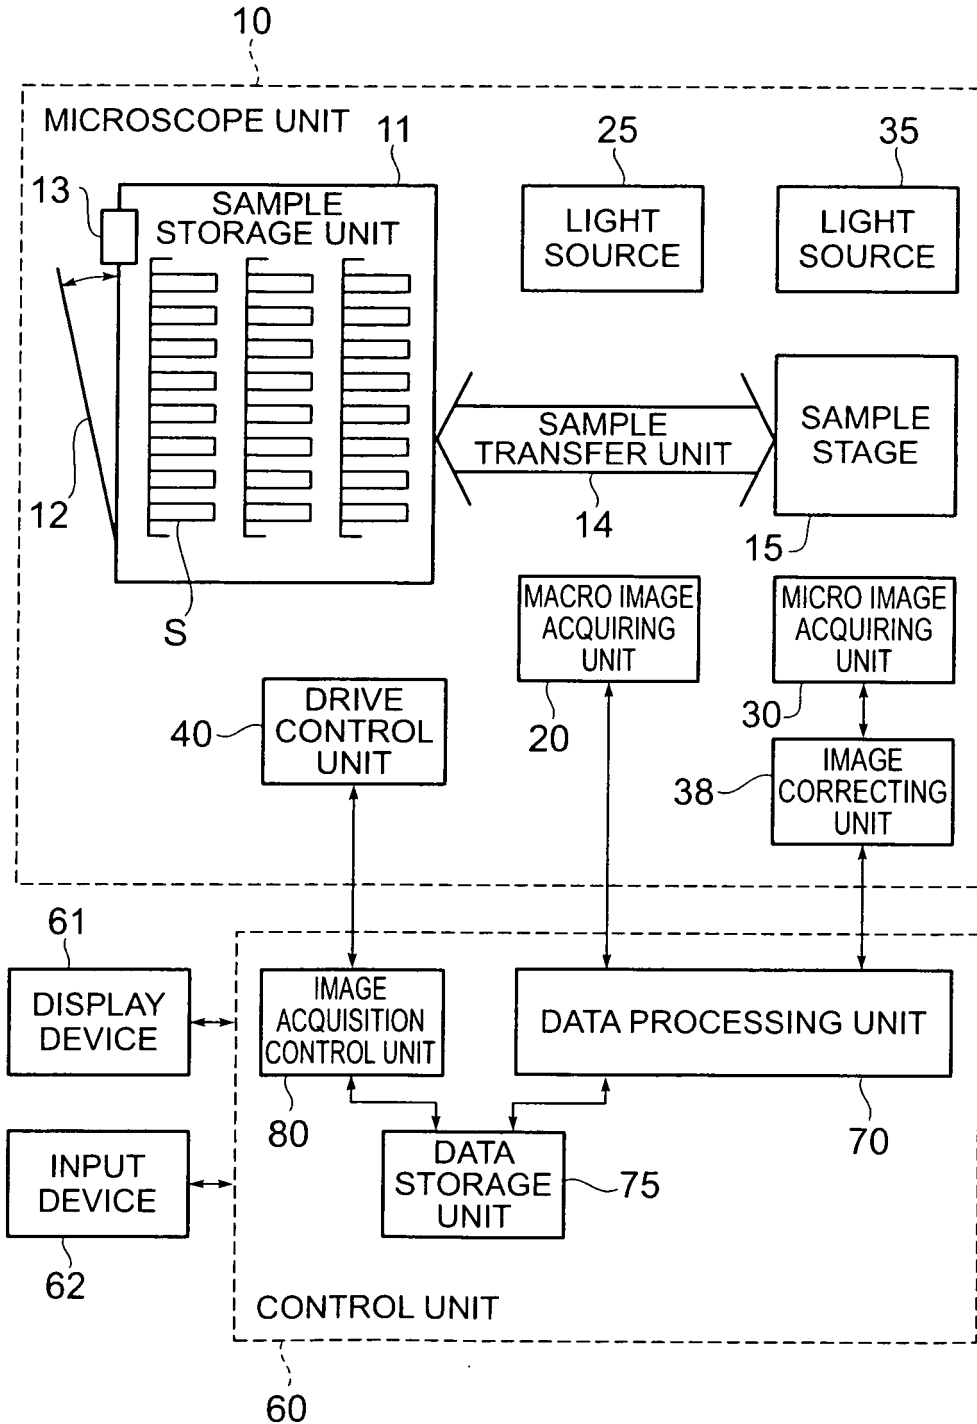 10
MICROSCOPE UNIT
11
25
35
13
SAMPLE
STORAGE UNIT
LIGHT
SOURCE
LIGHT
SOURCE
SAMPLE
TRANSFER UNIT
SAMPLE
STAGE
12
14
15
S
MACRO IMAGE
ACQUIRING
UNIT
MICRO IMAGE
ACQUIRING
UNIT
40
DRIVE
CONTROL
UNIT
20
30
38
IMAGE
CORRECTING
UNIT
61
DISPLAY
DEVICE
IMAGE
ACQUISITION
CONTROL UNIT
DATA PROCESSING UNIT
80
70
INPUT
DEVICE
DATA
STORAGE
UNIT
75
62
CONTROL UNIT
60